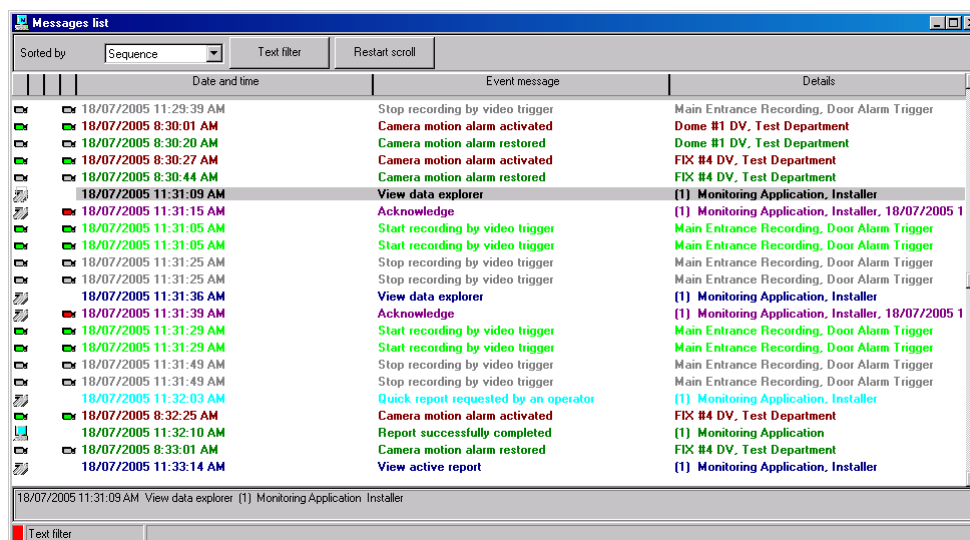 Messages list
Sorted by Sequence Text filter Restart scroll
Date and time Event message Details
18/07/2005 11:29:39 AM Stop recording by video trigger Main Entrance Recording, Door Alarm Trigger
18/07/2005 8:30:01 AM Camera motion alarm activated Dome #1 DV, Test Department
18/07/2005 8:30:20 AM Camera motion alarm restored Dome #1 DV, Test Department
18/07/2005 8:30:27 AM Camera motion alarm activated FIX #4 DV, Test Department
18/07/2005 8:30:44 AM Camera motion alarm restored FIX #4 DV, Test Department
18/07/2005 11:31:09 AM View data explorer (1) Monitoring Application, Installer
18/07/2005 11:31:15 AM Acknowledge (1) Monitoring Application, Installer, 18/07/2005 1
18/07/2005 11:31:05 AM Start recording by video trigger Main Entrance Recording, Door Alarm Trigger
18/07/2005 11:31:05 AM Start recording by video trigger Main Entrance Recording, Door Alarm Trigger
18/07/2005 11:31:25 AM Stop recording by video trigger Main Entrance Recording, Door Alarm Trigger
18/07/2005 11:31:25 AM Stop recording by video trigger Main Entrance Recording, Door Alarm Trigger
18/07/2005 11:31:36 AM View data explorer (1) Monitoring Application, Installer
18/07/2005 11:31:39 AM Acknowledge (1) Monitoring Application, Installer, 18/07/2005 1
18/07/2005 11:31:29 AM Start recording by video trigger Main Entrance Recording, Door Alarm Trigger
18/07/2005 11:31:29 AM Start recording by video trigger Main Entrance Recording, Door Alarm Trigger
18/07/2005 11:31:49 AM Stop recording by video trigger Main Entrance Recording, Door Alarm Trigger
18/07/2005 11:31:49 AM Stop recording by video trigger Main Entrance Recording, Door Alarm Trigger
18/07/2005 11:32:03 AM Quick report requested by an operator (1) Monitoring Application, Installer
18/07/2005 8:32:25 AM Camera motion alarm activated FIX #4 DV, Test Department
18/07/2005 11:32:10 AM Report successfully completed (1) Monitoring Application
18/07/2005 8:33:01 AM Camera motion alarm restored FIX #4 DV, Test Department
18/07/2005 11:33:14 AM View active report (1) Monitoring Application, Installer
18/07/2005 11:31:09 AM View data explorer (1) Monitoring Application Installer
Text filter